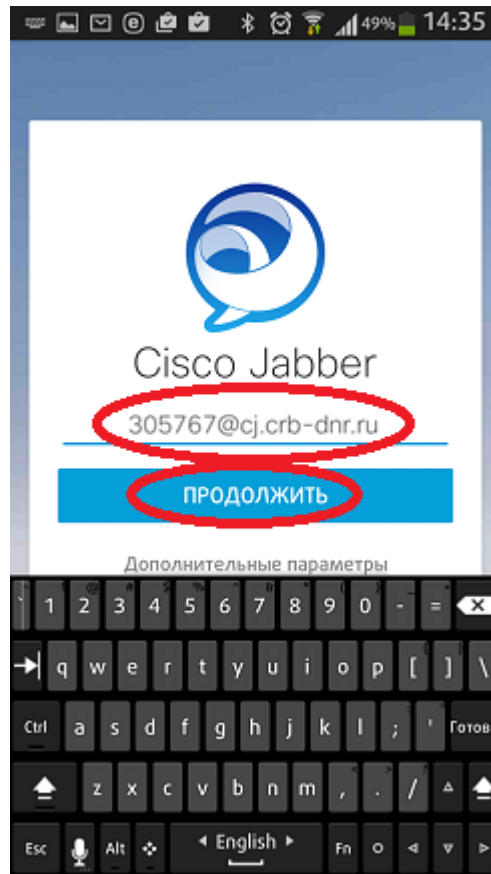 49% 14:35
Cisco Jabber
305767@cj.crb-dnr.ru
ПРОДОЛЖИТЬ
Дополнительные параметры
` 1 2 3 4 5 6 7 8 9 0 - =
q w e r t y u i o p [ ] \
Ctrl a s d f g h j k l ; ' Готов
z x c v b n m , . /
Esc Alt English Fn